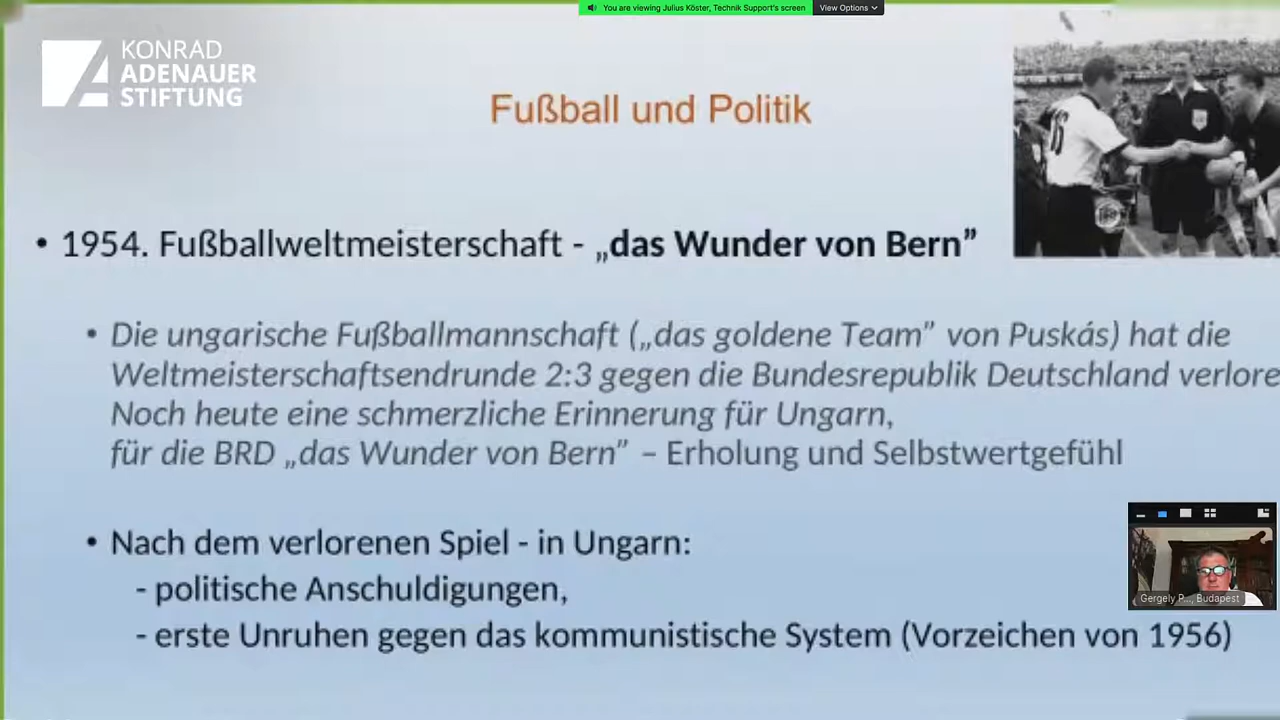 You are viewing Julius Köster, Technik Support's screen
View Options
KONRAD
ADENAUER
STIFTUNG
Fußball und Politik
• 1954. Fußballweltmeisterschaft - „das Wunder von Bern”
• Die ungarische Fußballmannschaft („das goldene Team” von Puskás) hat die
Weltmeisterschaftsendrunde 2:3 gegen die Bundesrepublik Deutschland verlore
Noch heute eine schmerzliche Erinnerung für Ungarn,
für die BRD „das Wunder von Bern” – Erholung und Selbstwertgefühl
• Nach dem verlorenen Spiel - in Ungarn:
- politische Anschuldigungen,
- erste Unruhen gegen das kommunistische System (Vorzeichen von 1956)
Gergely P..., Budapest
16